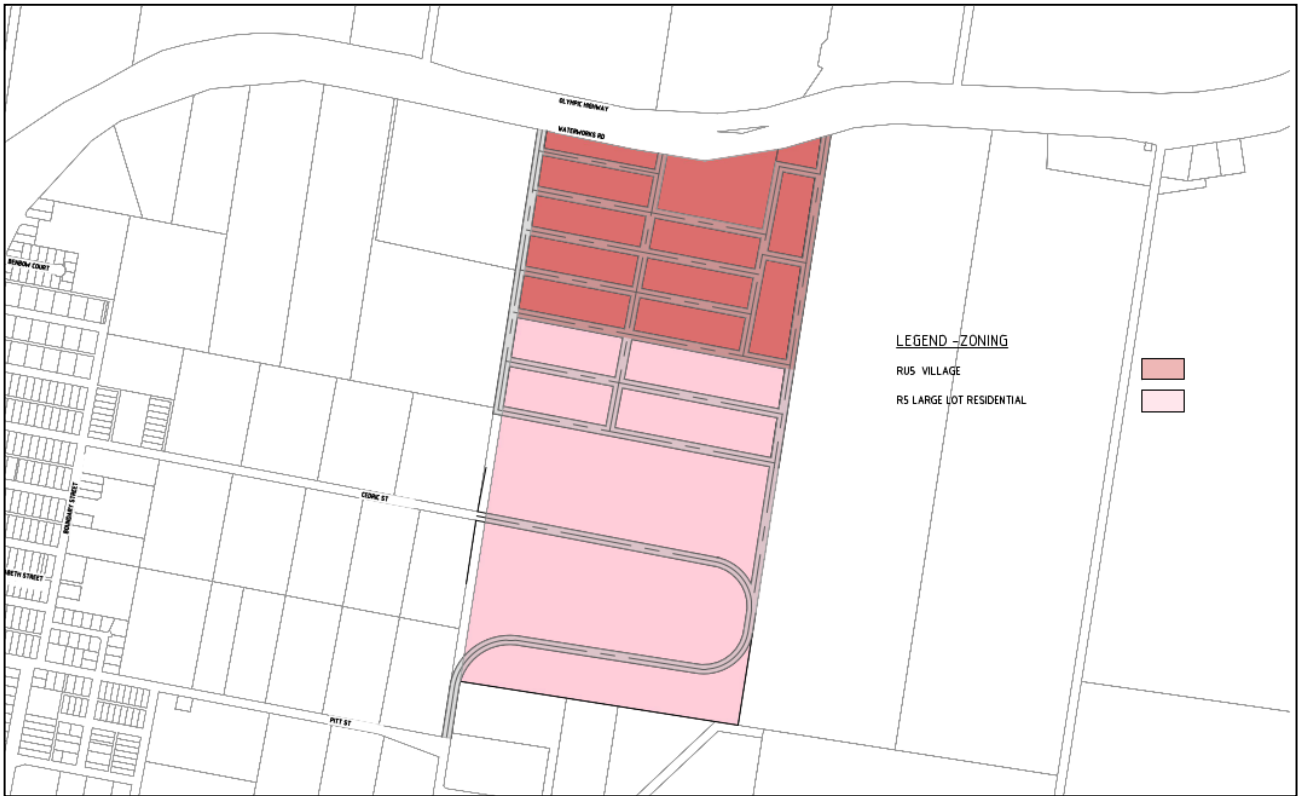 OLYMPIC HIGHWAY
WATERWORKS RD
BENBOW COURT
LEGEND - ZONING
RU5 VILLAGE
R5 LARGE LOT RESIDENTIAL
CEDRIC ST
BOUNDARY STREET
ABETH STREET
PITT ST